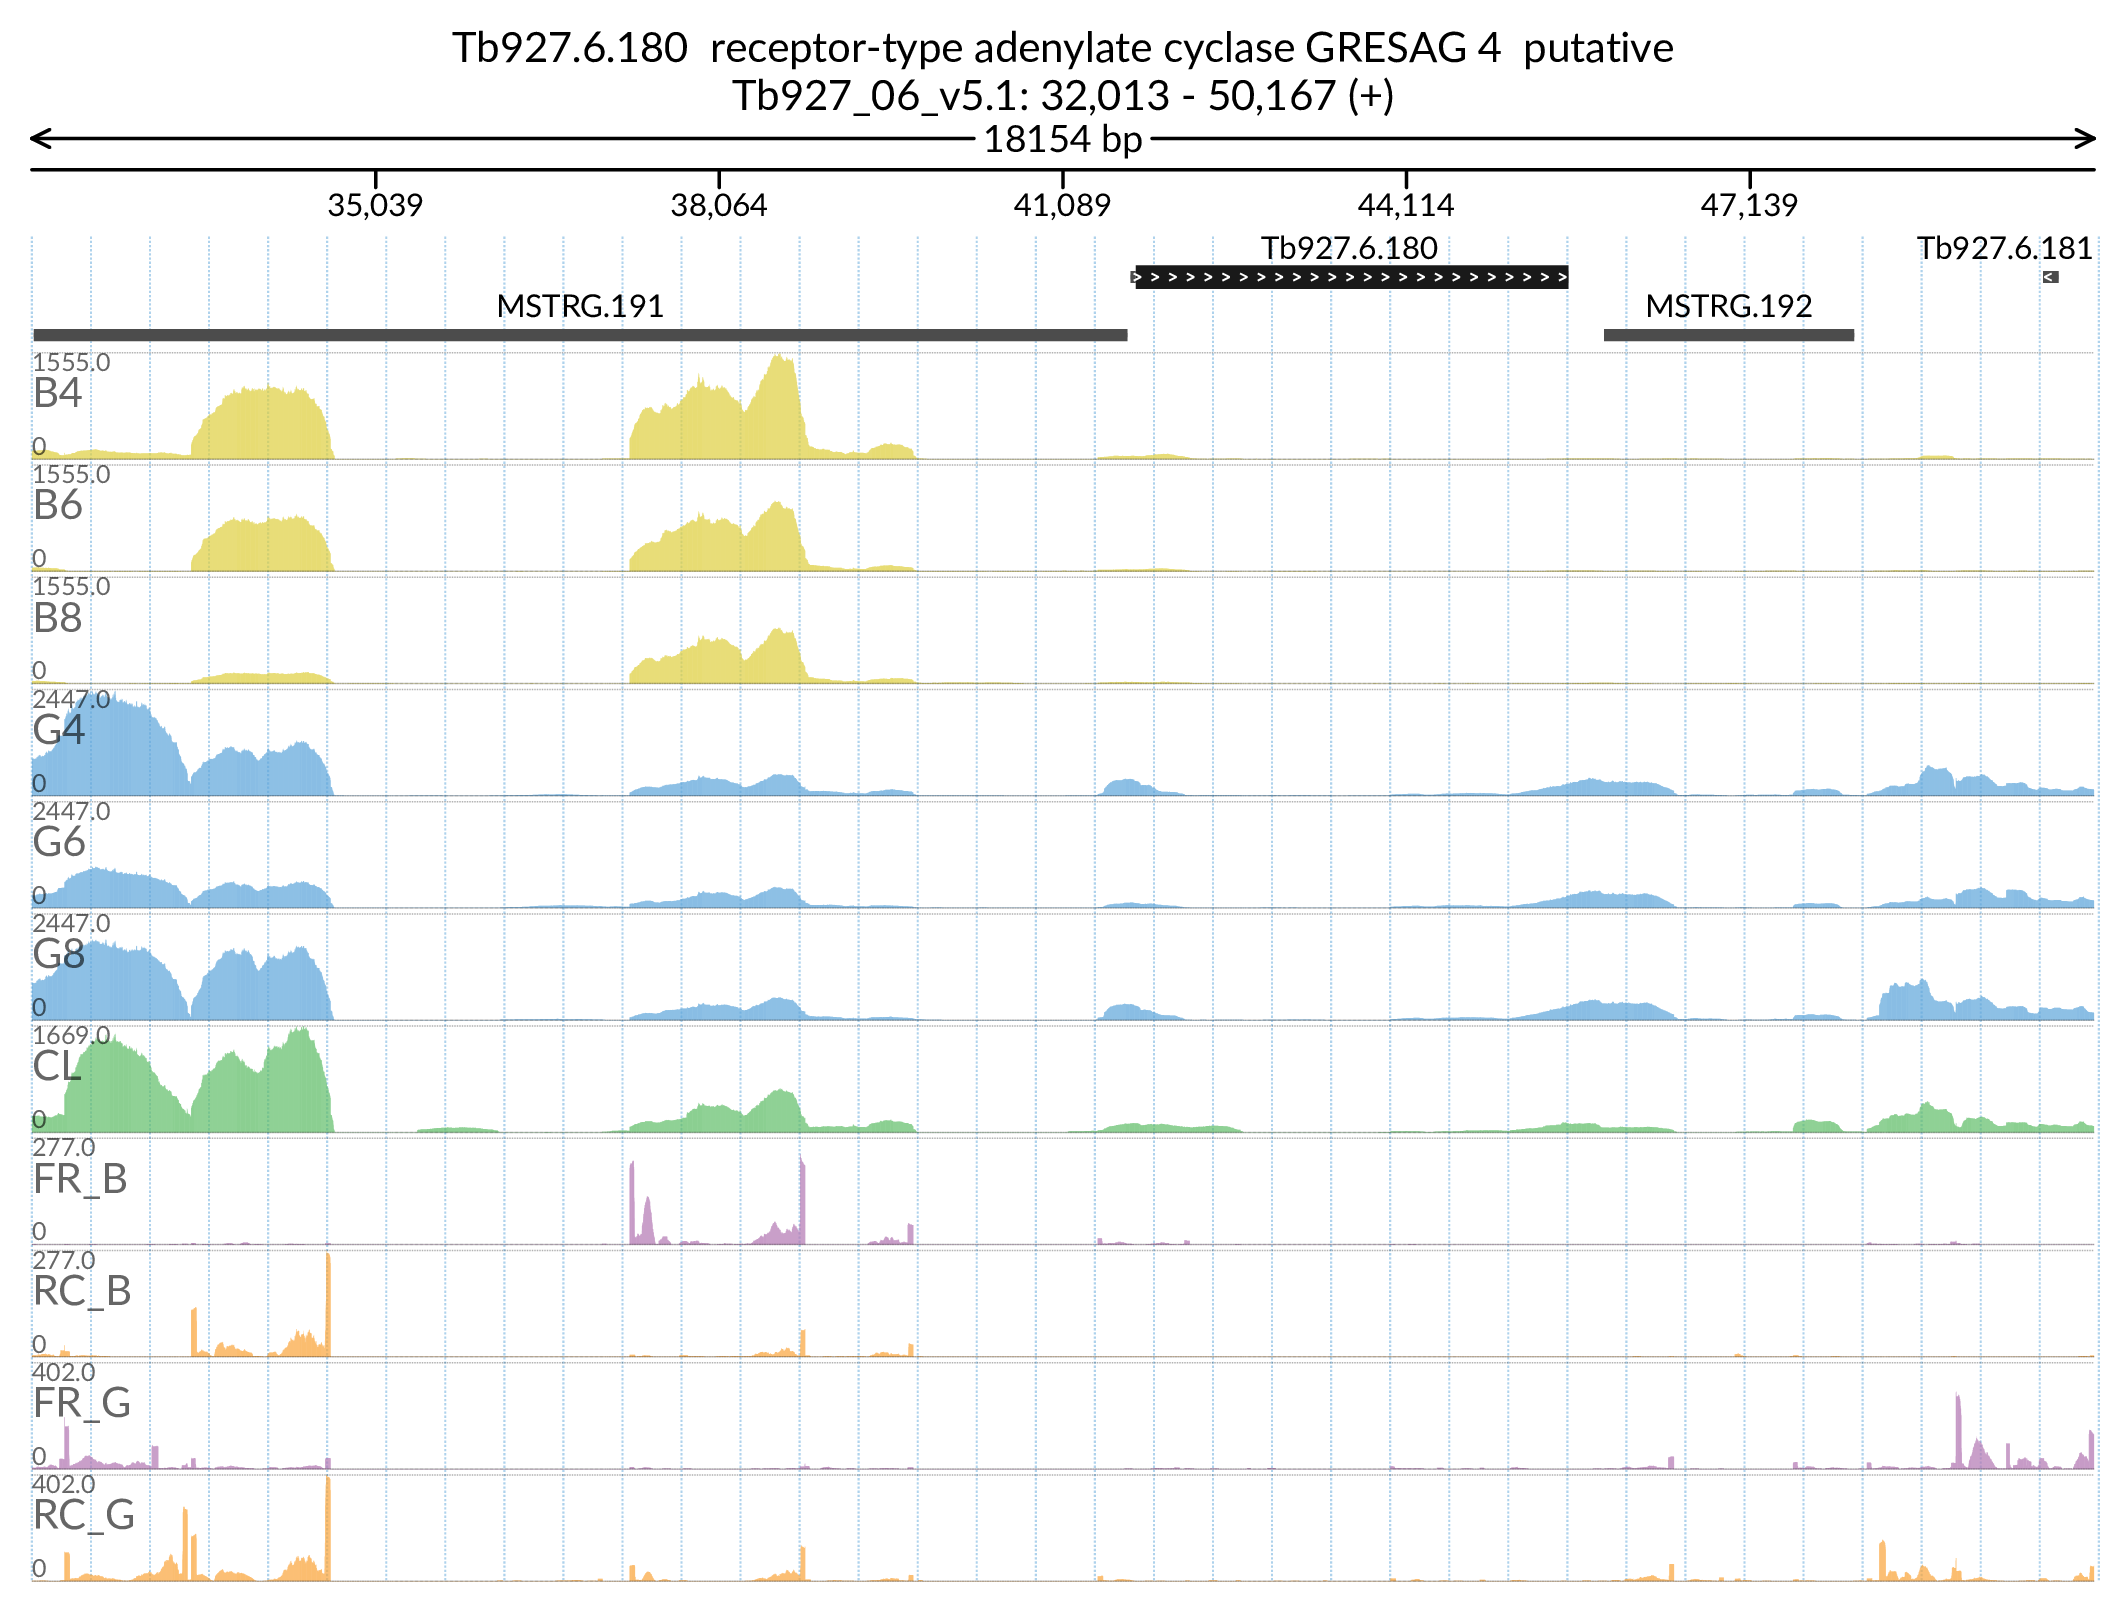 Tb927.6.180  receptor-type adenylate cyclase GRESAG 4  putative
Tb927_06_v5.1: 32,013 - 50,167 (+)
18154 bp
35,039 38,064 41,089 44,114 47,139
Tb927.6.180 Tb927.6.181
MSTRG.191 MSTRG.192
1555.0
B4
0
1555.0
B6
0
1555.0
B8
0
2447.0
G4
0
2447.0
G6
0
2447.0
G8
0
1669.0
CL
0
277.0
FR_B
0
277.0
RC_B
0
402.0
FR_G
0
402.0
RC_G
0